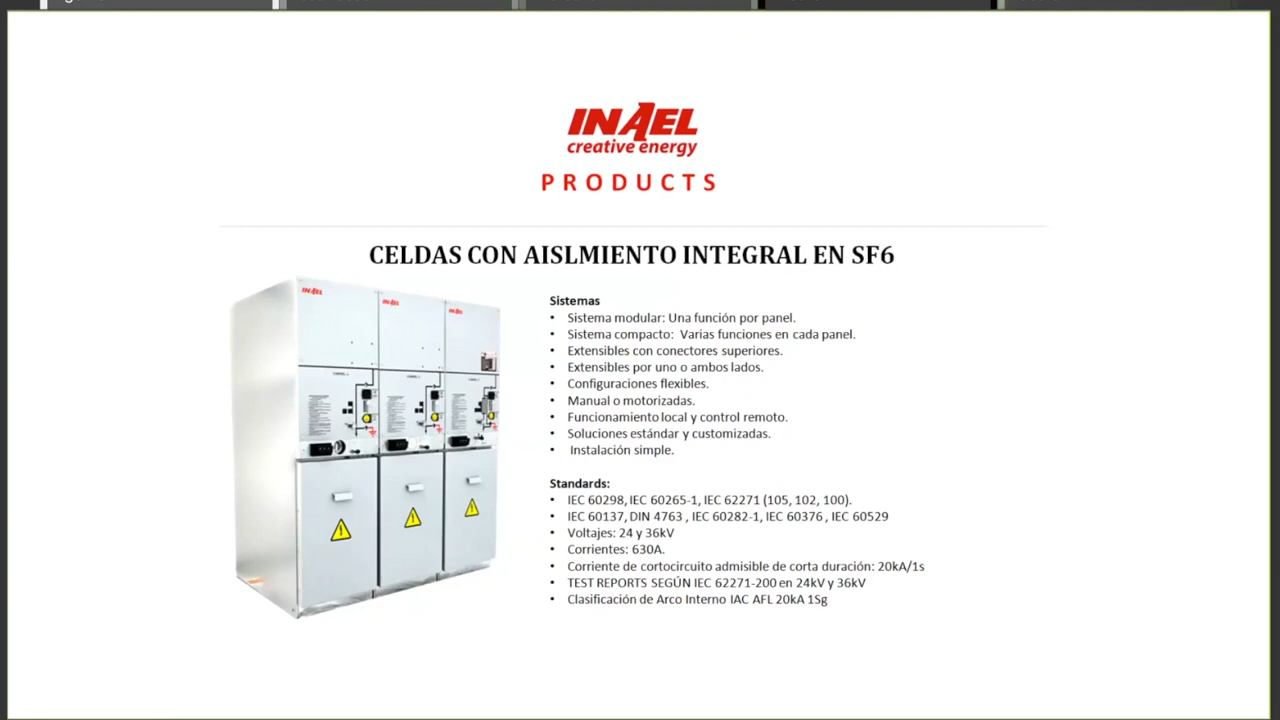 INAEL
creative energy
PRODUCTS
CELDAS CON AISLMIENTO INTEGRAL EN SF6
INAEL
INAEL
INAEL
Sistemas
• Sistema modular: Una función por panel.
• Sistema compacto: Varias funciones en cada panel.
• Extensibles con conectores superiores.
• Extensibles por uno o ambos lados.
• Configuraciones flexibles.
• Manual o motorizadas.
• Funcionamiento local y control remoto.
• Soluciones estándar y customizadas.
• Instalación simple.
Standards:
• IEC 60298, IEC 60265-1, IEC 62271 (105, 102, 100).
• IEC 60137, DIN 4763 , IEC 60282-1, IEC 60376 , IEC 60529
• Voltajes: 24 y 36kV
• Corrientes: 630A.
• Corriente de cortocircuito admisible de corta duración: 20kA/1s
• TEST REPORTS SEGÚN IEC 62271-200 en 24kV y 36kV
• Clasificación de Arco Interno IAC AFL 20kA 1Sg